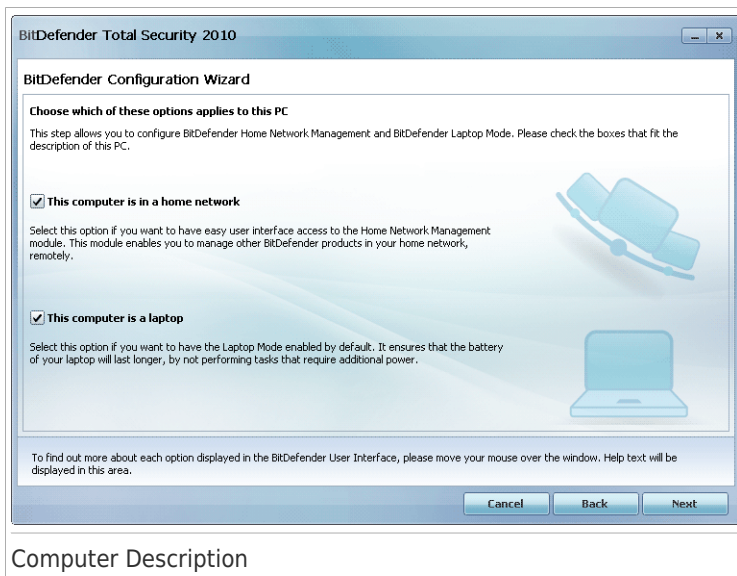 BitDefender Total Security 2010
BitDefender Configuration Wizard
Choose which of these options applies to this PC
This step allows you to configure BitDefender Home Network Management and BitDefender Laptop Mode. Please check the boxes that fit the
description of this PC.
This computer is in a home network
Select this option if you want to have easy user interface access to the Home Network Management
module. This module enables you to manage other BitDefender products in your home network,
remotely.
This computer is a laptop
Select this option if you want to have the Laptop Mode enabled by default. It ensures that the battery
of your laptop will last longer, by not performing tasks that require additional power.
To find out more about each option displayed in the BitDefender User Interface, please move your mouse over the window. Help text will be
displayed in this area.
Cancel Back Next
Computer Description